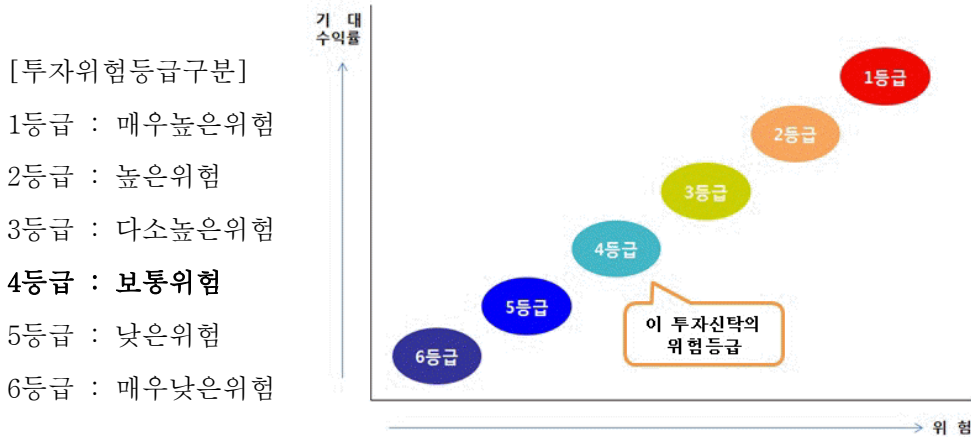 [투자위험등급구분]
1등급 : 매우높은위험
2등급 : 높은위험
3등급 : 다소높은위험
4등급 : 보통위험
5등급 : 낮은위험
6등급 : 매우낮은위험
기 대
수익률
1등급
2등급
3등급
4등급
5등급
6등급
이 투자신탁의
위험등급
위 험